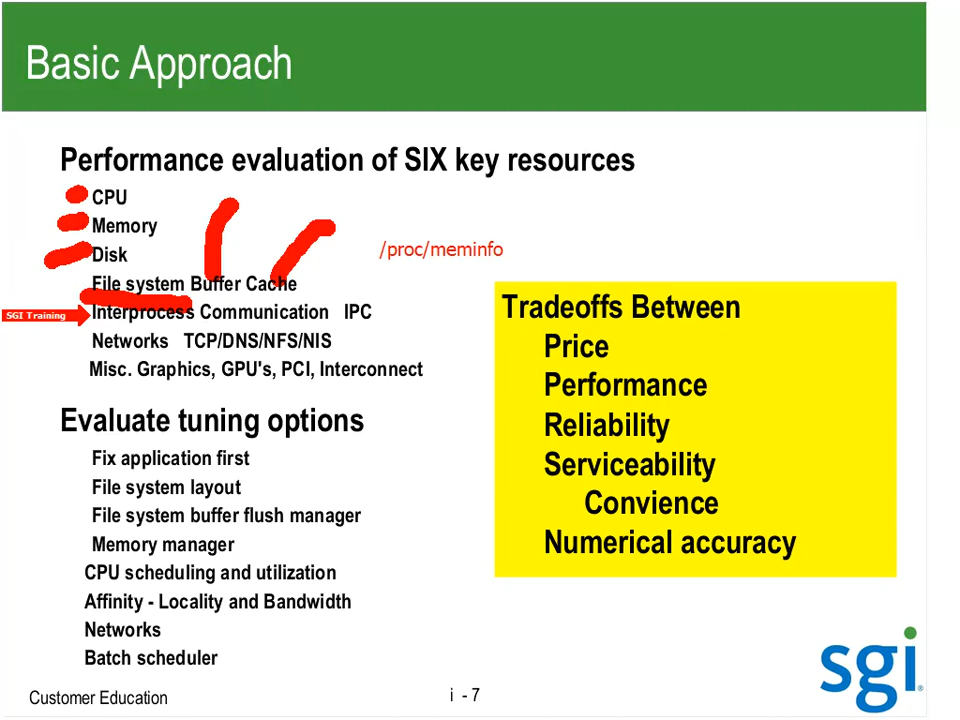 Basic Approach
Performance evaluation of SIX key resources
CPU
Memory
Disk
/proc/meminfo
File system Buffer Cache
SGI Training
Interprocess Communication IPC
Networks TCP/DNS/NFS/NIS
Misc. Graphics, GPU's, PCI, Interconnect
Evaluate tuning options
Fix application first
File system layout
File system buffer flush manager
Memory manager
CPU scheduling and utilization
Affinity - Locality and Bandwidth
Networks
Batch scheduler
Tradeoffs Between
Price
Performance
Reliability
Serviceability
Convience
Numerical accuracy
Customer Education
i - 7
sgi®